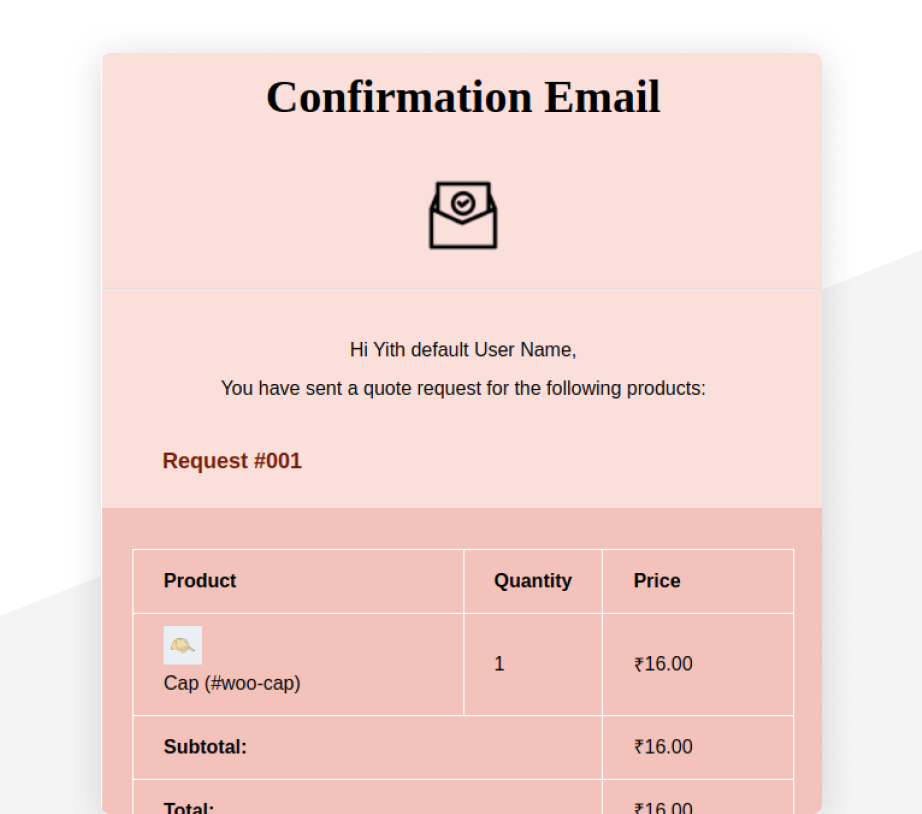 Confirmation Email
Hi Yith default User Name,
You have sent a quote request for the following products:
Request #001
Product Quantity Price
Cap (#woo-cap) 1 ₹16.00
Subtotal: ₹16.00
Total: ₹16.00